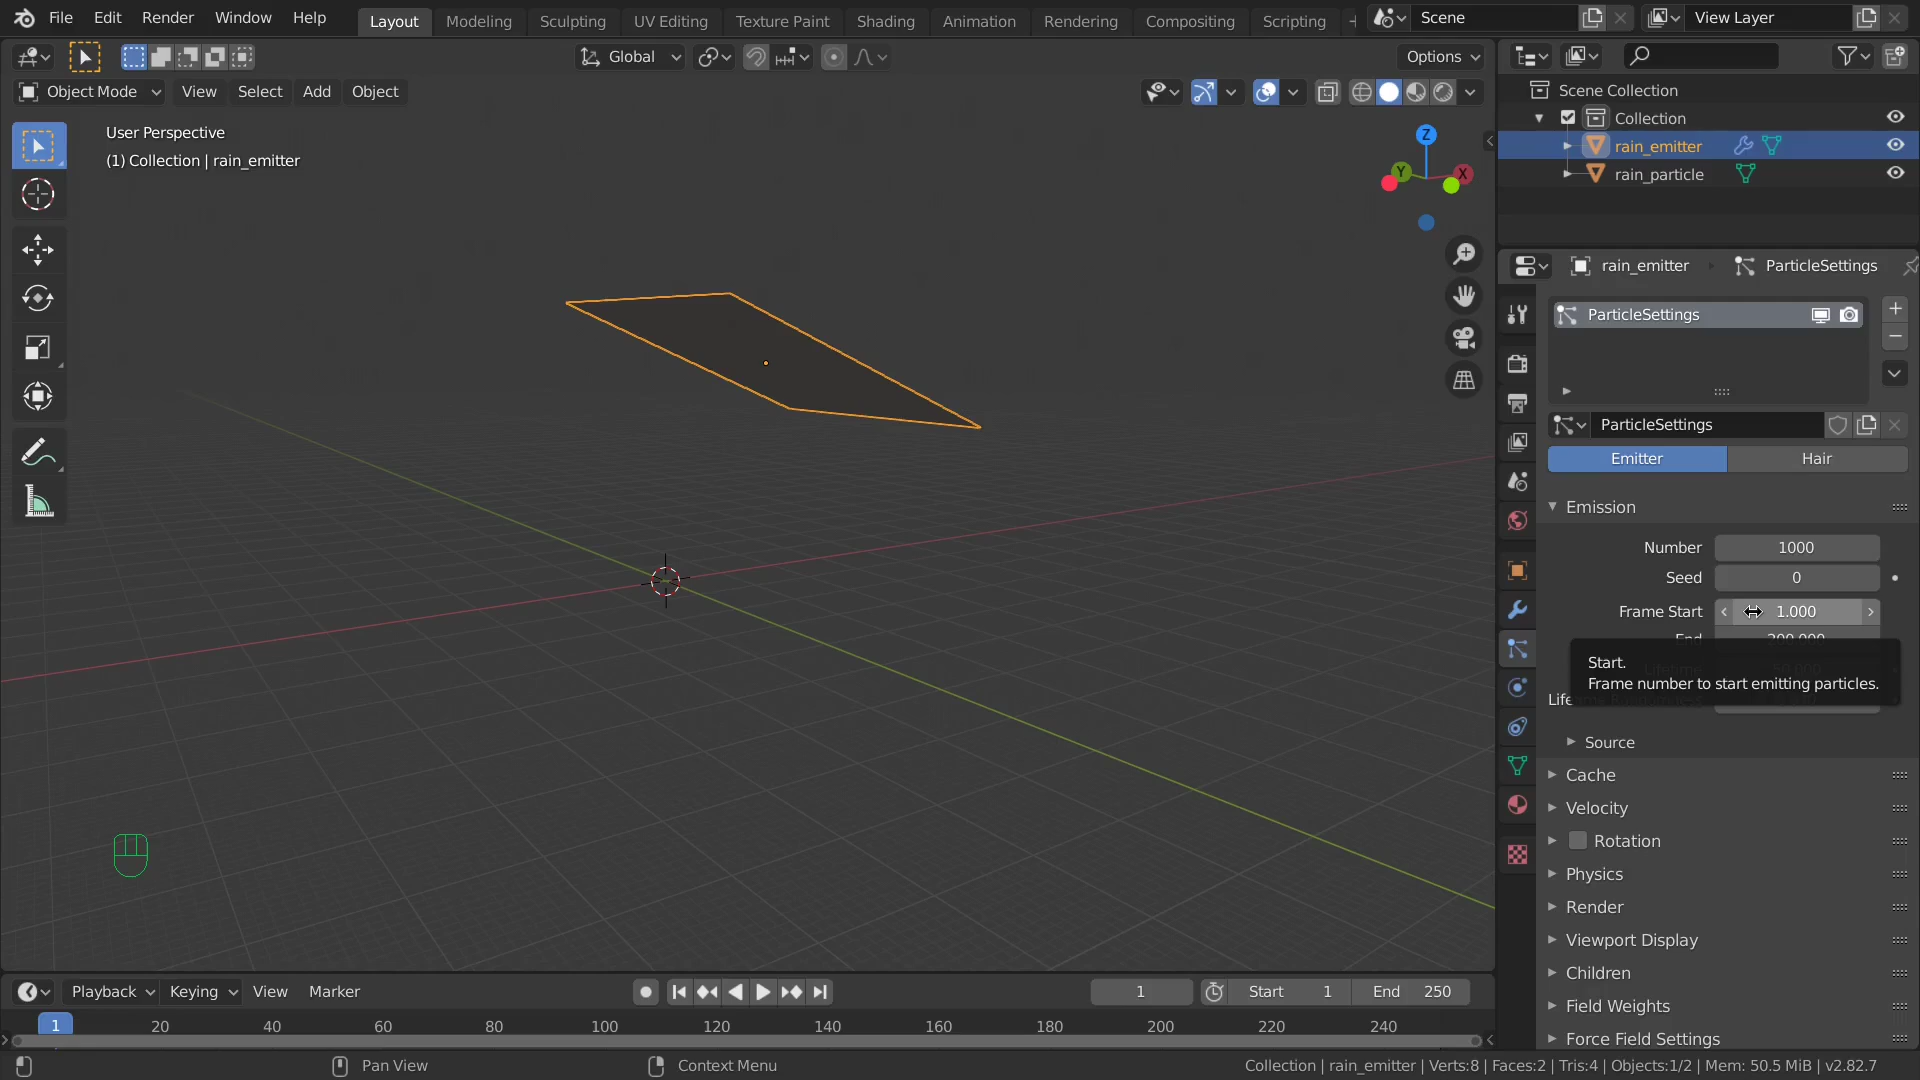 File Edit Render Window Help Layout Modeling Sculpting UV Editing Texture Paint Shading Animation Rendering Compositing Scripting Scene View Layer
Global Options
Object Mode View Select Add Object
User Perspective
(1) Collection | rain_emitter
Z
Y
X
Scene Collection
Collection
rain_emitter
rain_particle
rain_emitter ParticleSettings
ParticleSettings
ParticleSettings
Emitter Hair
Emission
Number 1000
Seed 0
Frame Start 1.000
End 200.000
Start.
Frame number to start emitting particles.
Source
Cache
Velocity
Rotation
Physics
Render
Viewport Display
Children
Field Weights
Force Field Settings
Playback Keying View Marker 1 Start 1 End 250
1 20 40 60 80 100 120 140 160 180 200 220 240
Pan View Context Menu Collection | rain_emitter | Verts:8 | Faces:2 | Tris:4 | Objects:1/2 | Mem: 50.5 MiB | v2.82.7